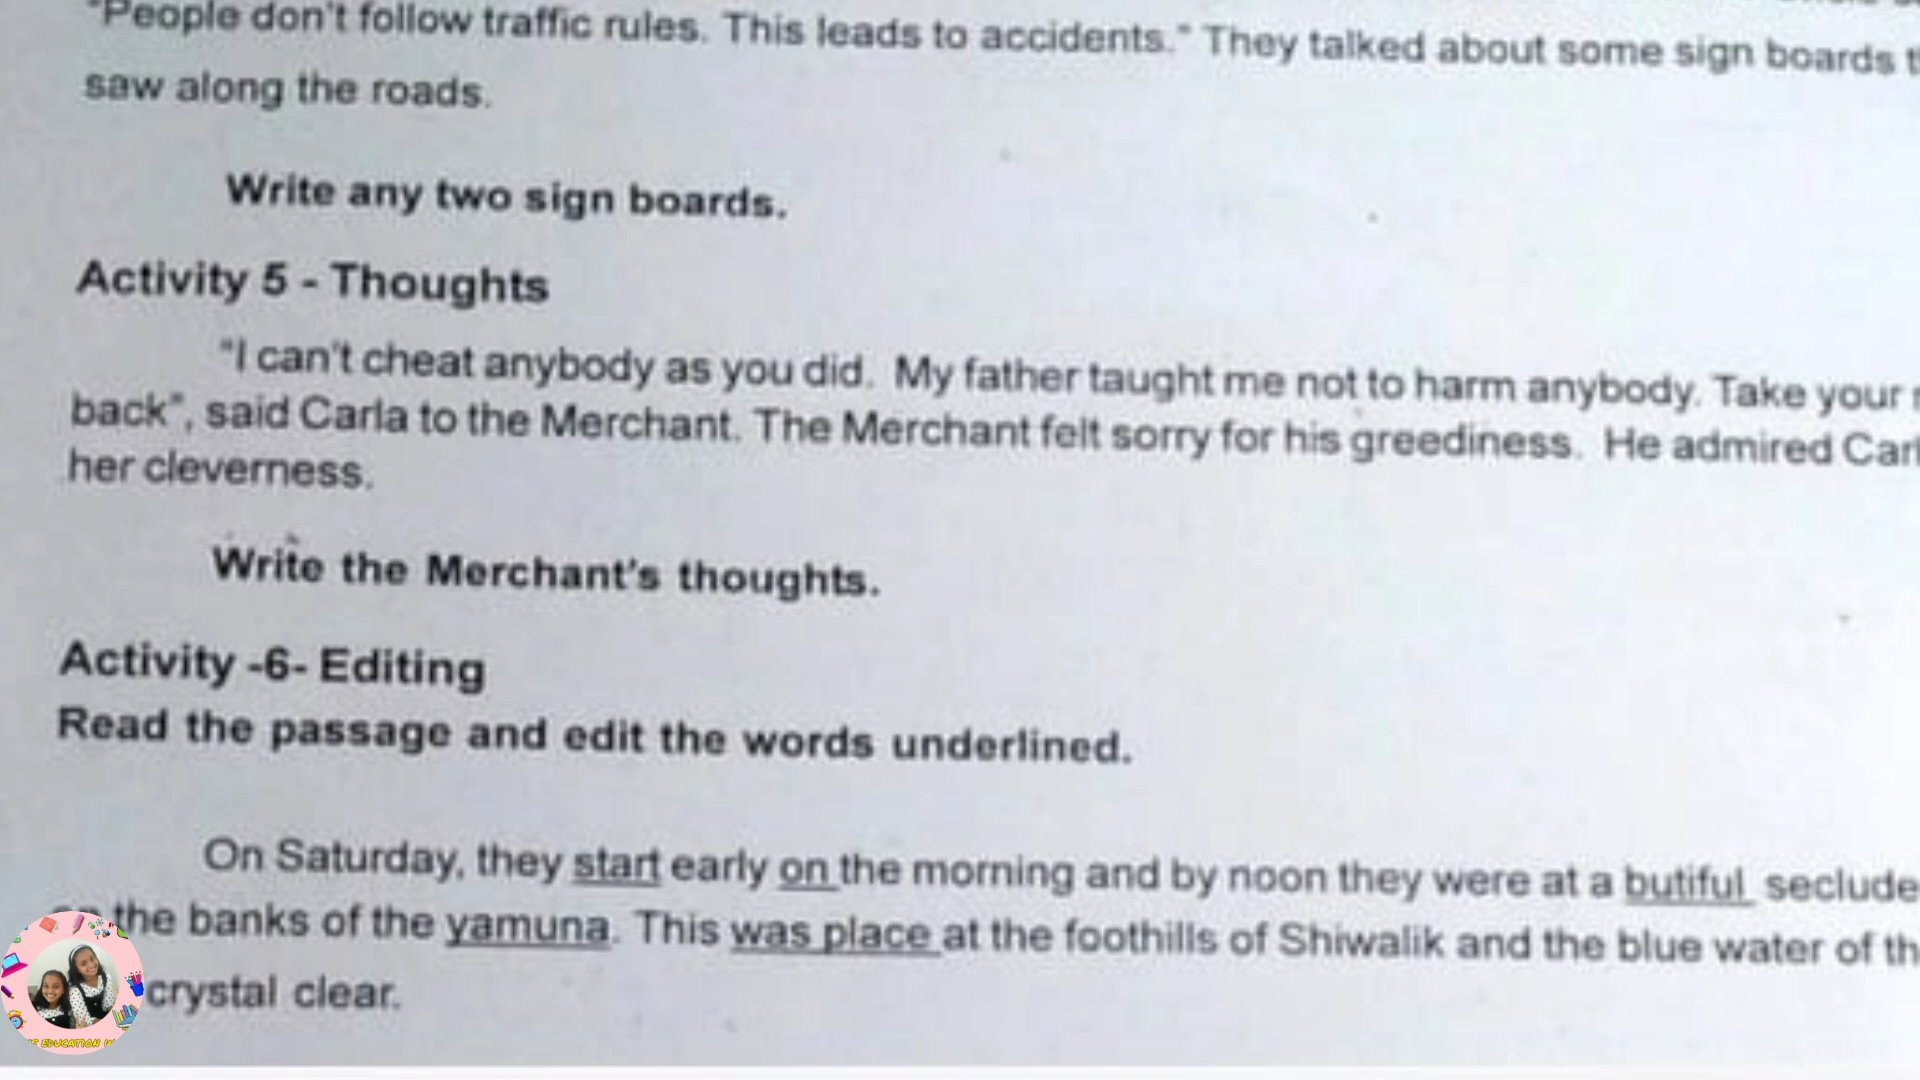 "People don't follow traffic rules. This leads to accidents." They talked about some sign boards
saw along the roads.
Write any two sign boards.
Activity 5 - Thoughts
"I can't cheat anybody as you did. My father taught me not to harm anybody. Take your
back", said Carla to the Merchant. The Merchant felt sorry for his greediness. He admired Carl
her cleverness.
Write the Merchant's thoughts.
Activity -6- Editing
Read the passage and edit the words underlined.
On Saturday, they start early on the morning and by noon they were at a butiful seclude
the banks of the yamuna. This was place at the foothills of Shiwalik and the blue water of th
crystal clear.
EDUCATION